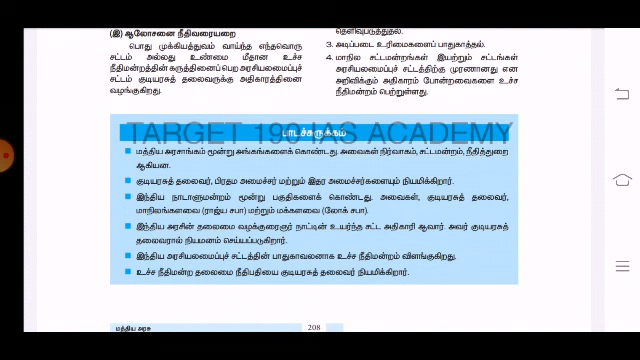 (இ) ஆலோசனை நீதிவரையறை
பொது முக்கியத்துவம் வாய்ந்த எந்தவொரு
சட்டம் அல்லது உண்மை மீதான உச்ச
நீதிமன்றத்தின் கருத்தினைப் பெற அரசியலமைப்புச்
சட்டம் குடியரசுத் தலைவருக்கு அதிகாரத்தினை
வழங்குகிறது.
தெளிவுபடுத்துதல்.
3. அடிப்படை உரிமைகளைப் பாதுகாத்தல்.
4. மாநில சட்டமன்றங்கள் இயற்றும் சட்டங்கள்
அரசியலமைப்புச் சட்டத்திற்கு முரணானது என
அறிவிக்கும் அதிகாரம் போன்றவைகளை உச்ச
நீதிமன்றம் பெற்றுள்ளது.
TARGET 190 IAS ACADEMY
பாடச்சுருக்கம்
மத்திய அரசாங்கம் மூன்று அங்கங்களைக் கொண்டது. அவைகள் நிர்வாகம், சட்டமன்றம், நீதித்துறை
ஆகியன.
குடியரசுத் தலைவர், பிரதம அமைச்சர் மற்றும் இதர அமைச்சர்களையும் நியமிக்கிறார்.
இந்திய நாடாளுமன்றம் மூன்று பகுதிகளைக் கொண்டது. அவைகள், குடியரசுத் தலைவர்,
மாநிலங்களவை (ராஜ்ய சபா) மற்றும் மக்களவை (லோக் சபா).
இந்திய அரசின் தலைமை வழக்குரைஞர் நாட்டின் உயர்ந்த சட்ட அதிகாரி ஆவார். அவர் குடியரசுத்
தலைவரால் நியமனம் செய்யப்படுகிறார்.
இந்திய அரசியலமைப்புச் சட்டத்தின் பாதுகாவலனாக உச்ச நீதிமன்றம் விளங்குகிறது.
உச்ச நீதிமன்ற தலைமை நீதிபதியை குடியரசுத் தலைவர் நியமிக்கிறார்.
மத்திய அரசு
208